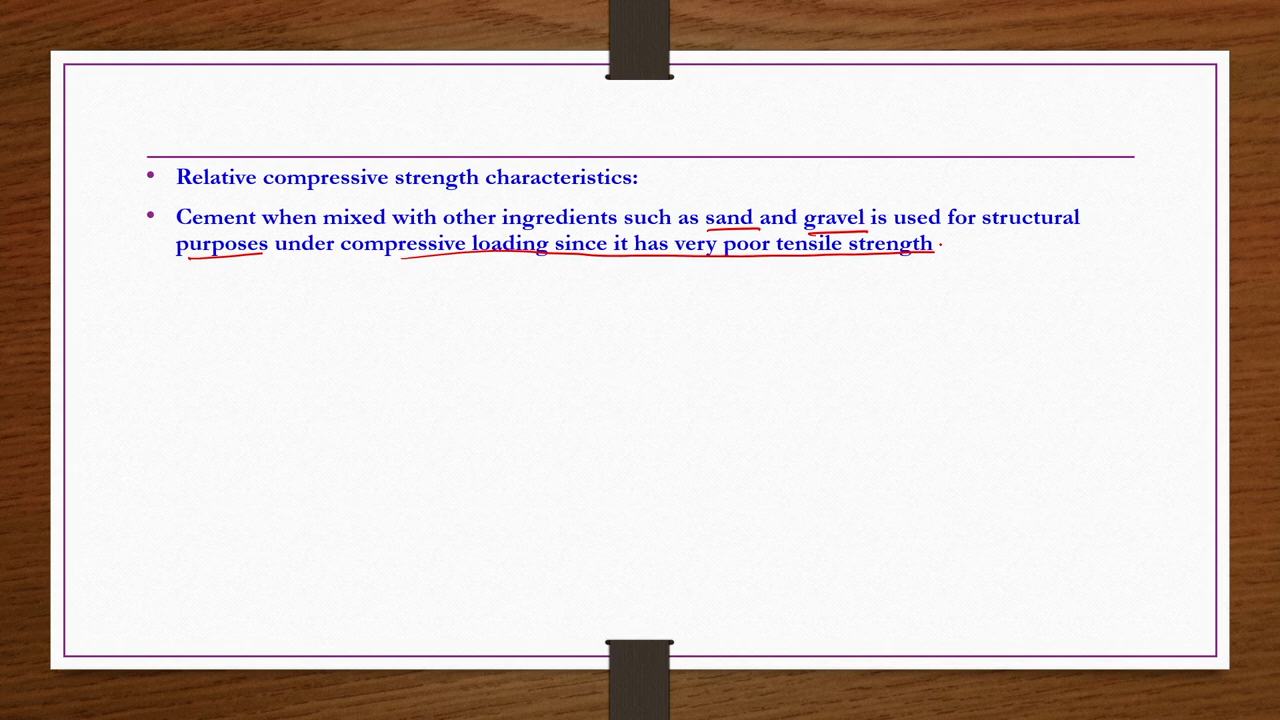 • Relative compressive strength characteristics:
• Cement when mixed with other ingredients such as sand and gravel is used for structural
purposes under compressive loading since it has very poor tensile strength